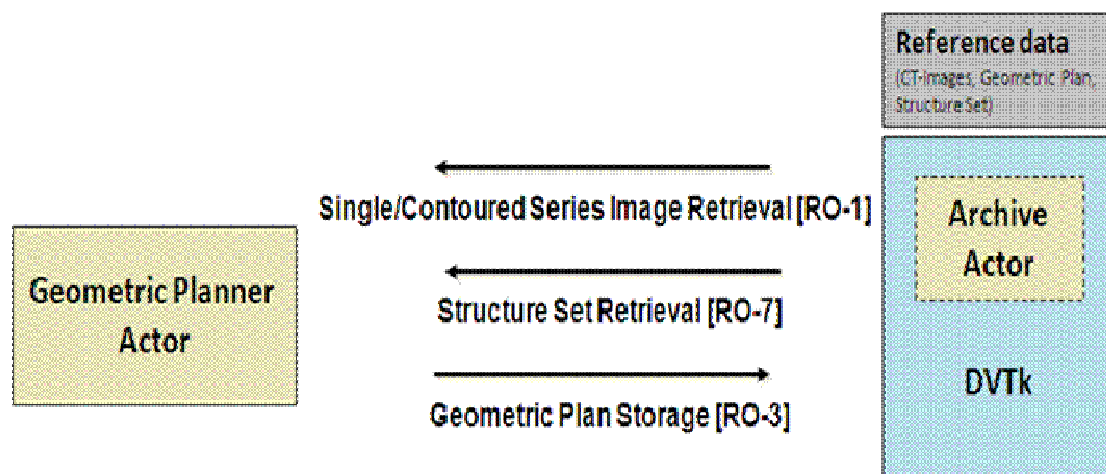 Reference data
(CT-Images, Geometric Plan,
Structure Set)
Single/Contoured Series Image Retrieval [RO-1]
Archive
Actor
Geometric Planner
Actor
Structure Set Retrieval [RO-7]
DVTk
Geometric Plan Storage [RO-3]